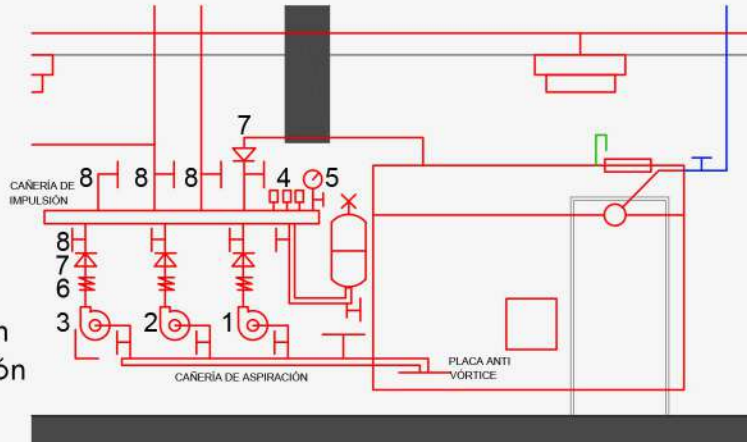 7
8
8
8
4
5
CAÑERÍA DE
IMPULSIÓN
8
7
6
3
2
1
n
ón
CAÑERÍA DE ASPIRACIÓN
PLACA ANTI
VÓRTICE